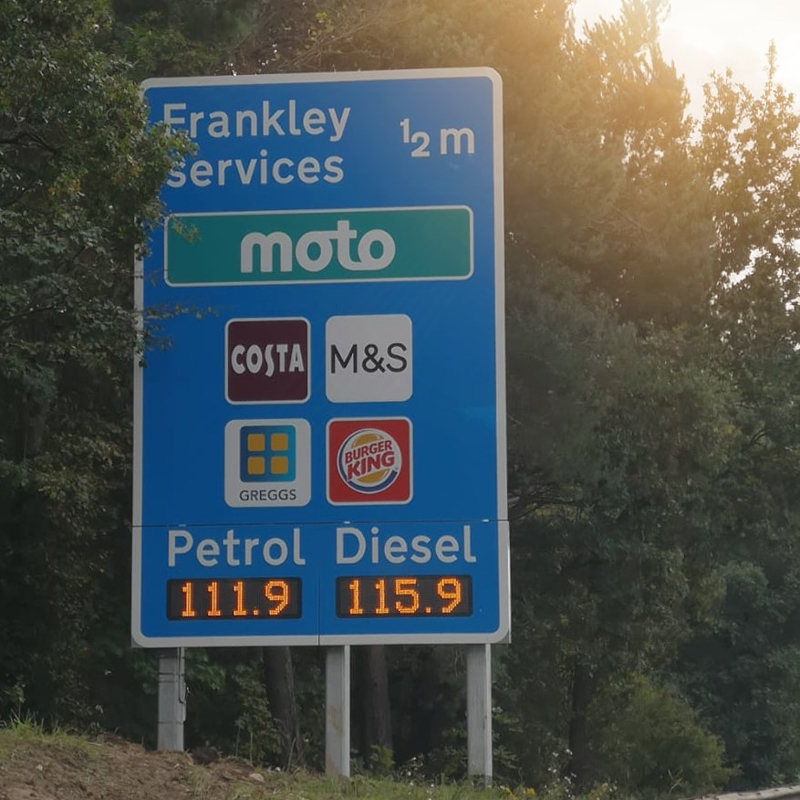 Frankley
services
½ m
moto
COSTA
M&S
GREGGS
BURGER
KING
Petrol Diesel
111.9 115.9